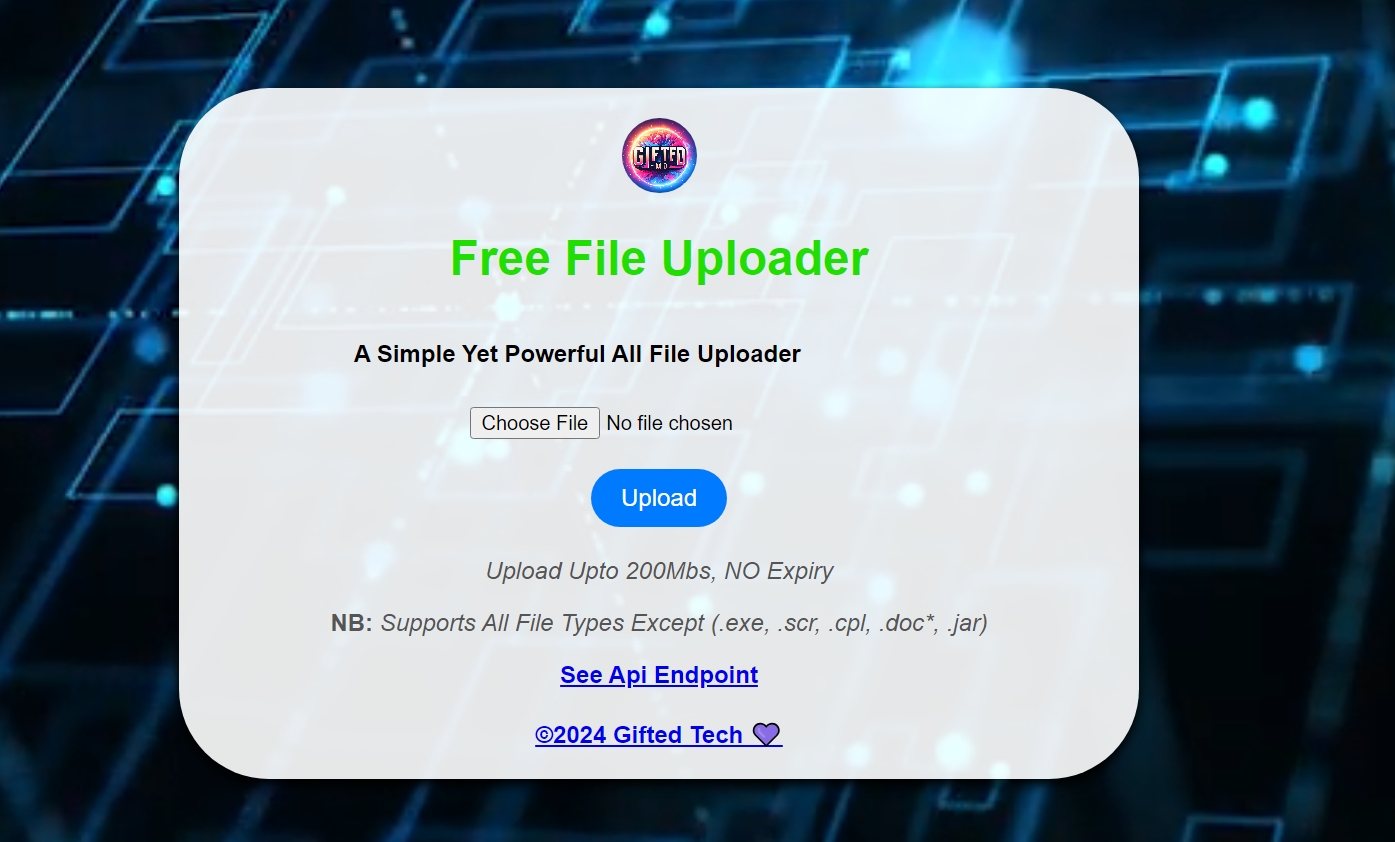 GIFTED
-MD
Free File Uploader
A Simple Yet Powerful All File Uploader
Choose File No file chosen
Upload
Upload Upto 200Mbs, NO Expiry
NB: Supports All File Types Except (.exe, .scr, .cpl, .doc*, .jar)
See Api Endpoint
©2024 Gifted Tech 💜